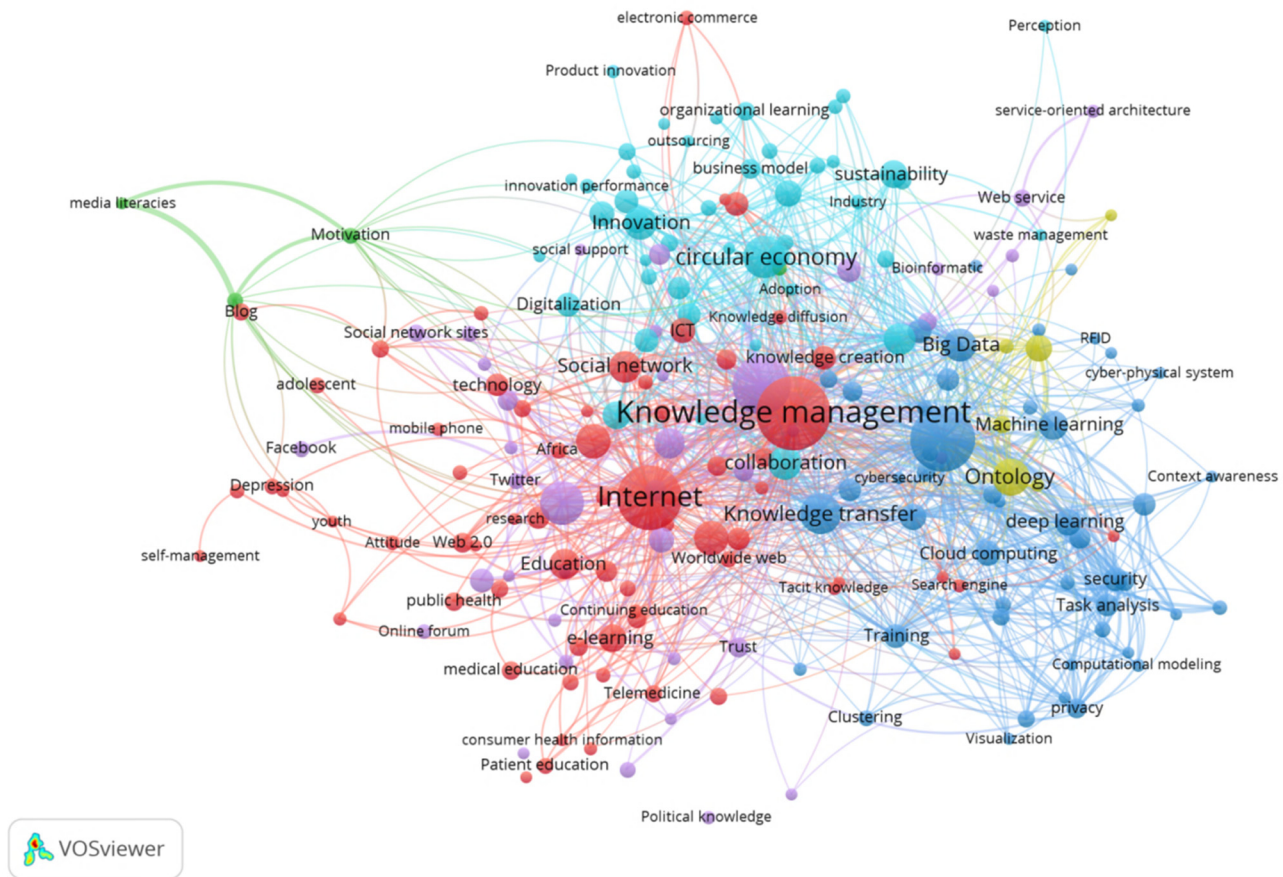 electronic commerce
Perception
Product innovation
organizational learning
service-oriented architecture
outsourcing
business model
sustainability
innovation performance
media literacies
Industry
Web service
Innovation
Motivation
waste management
social support
circular economy
Bioinformatic
Adoption
Digitalization
Blog
Knowledge diffusion
Social network sites
ICT
RFID
Big Data
knowledge creation
Social network
cyber-physical system
adolescent
technology
Knowledge management
Machine learning
mobile phone
Facebook
Africa
collaboration
Ontology
Context awareness
Twitter
cybersecurity
Depression
Internet
Knowledge transfer
research
youth
deep learning
Attitude
Web 2.0
self-management
Cloud computing
Worldwide web
Education
security
Search engine
Tacit knowledge
public health
Task analysis
Continuing education
Online forum
e-learning
Training
Trust
Computational modeling
medical education
Telemedicine
privacy
Clustering
Visualization
consumer health information
Patient education
Political knowledge
VOSviewer